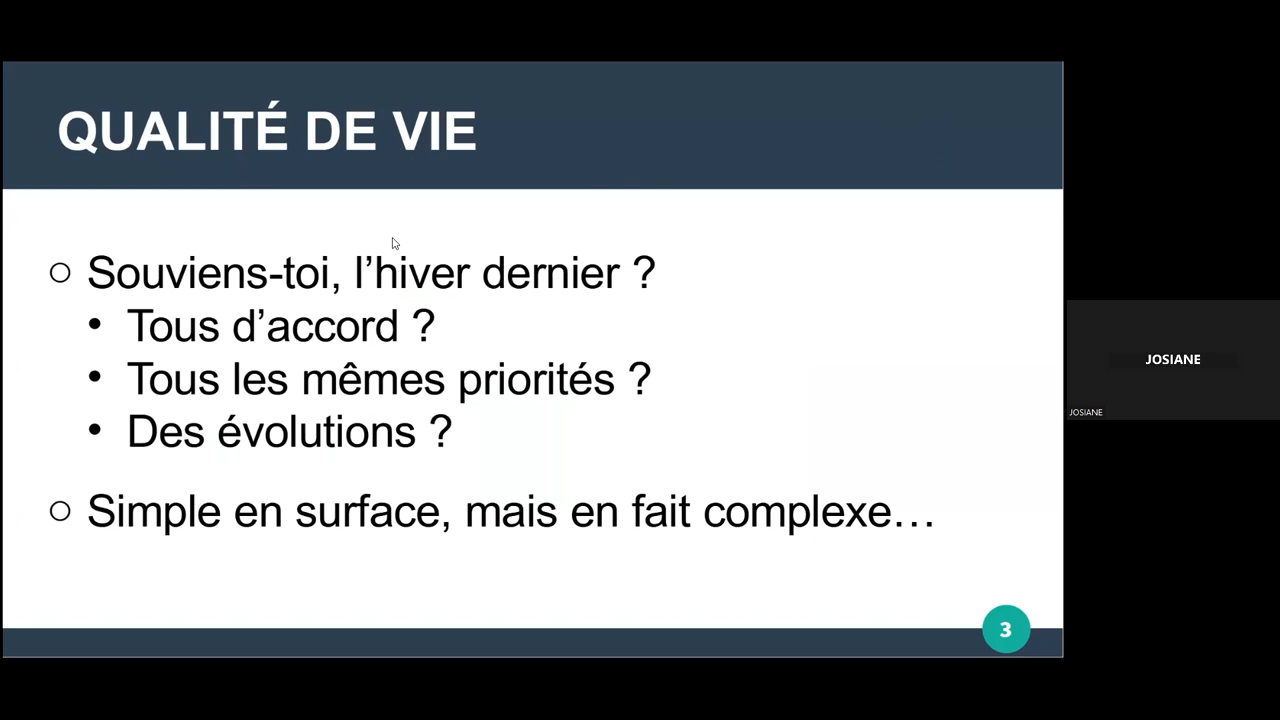 QUALITÉ DE VIE
Souviens-toi, l’hiver dernier ?
Tous d’accord ?
Tous les mêmes priorités ?
Des évolutions ?
Simple en surface, mais en fait complexe…
3
JOSIANE
JOSIANE